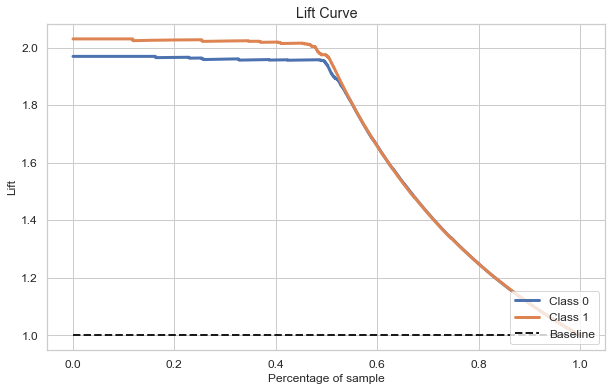 Lift Curve
2.0
1.8
1.6
1.4
1.2
1.0
Lift
0.0 0.2 0.4 0.6 0.8 1.0
Percentage of sample
Class 0
Class 1
Baseline